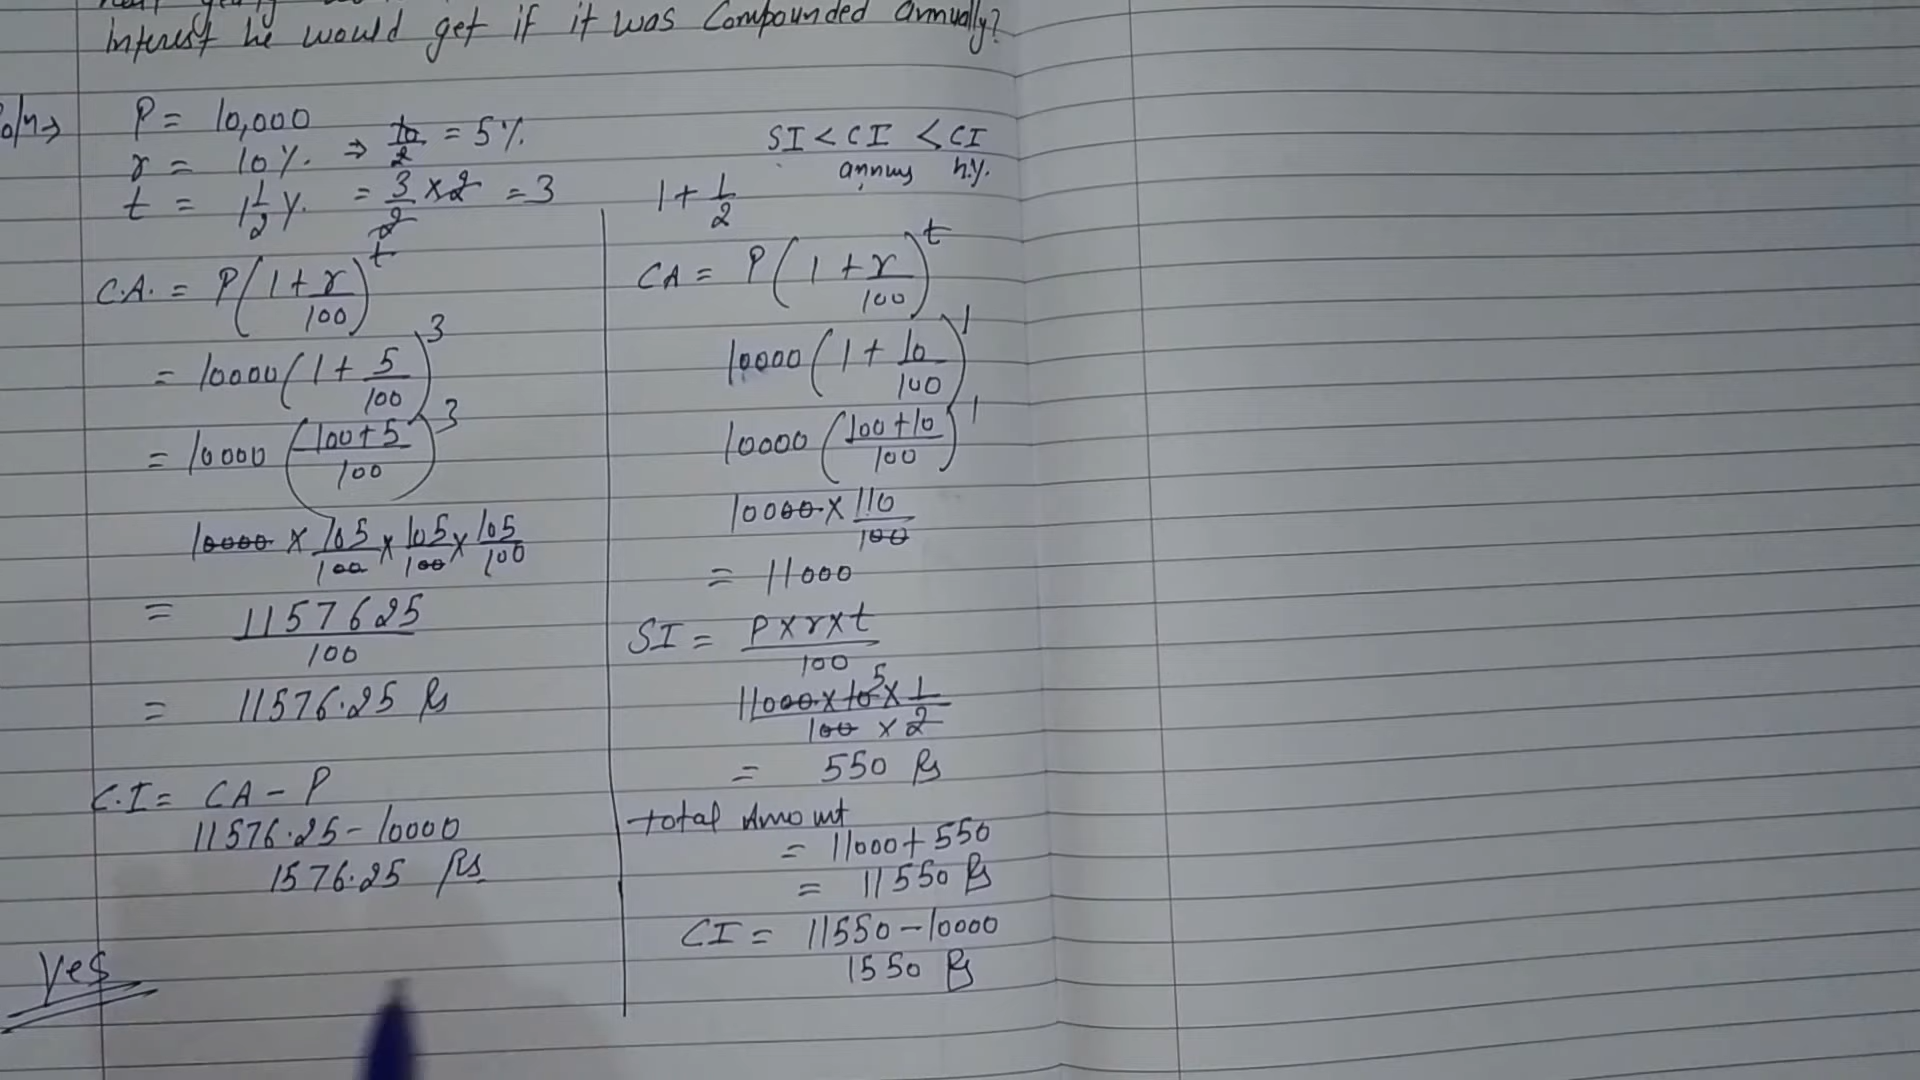 Interest he would get if it was Compounded annually?
P = 10,000
r = 10 %. ⇒ 10/2 = 5 %.
t = 1 1/2 y. = 3/2 × 2 = 3
C.A. = P(1 + r/100)^t
= 10000(1 + 5/100)^3
= 10000(100+5/100)^3
10000 × 105/100 × 105/100 × 105/100
= 1157625/100
= 11576.25 Rs
C.I = CA - P
11576.25 - 10000
1576.25 Rs
Yes
SI < CI < CI
annuy h.y.
1 + 1/2
CA = P(1 + r/100)^t
10000(1 + 10/100)^1
10000(100+10/100)^1
10000 × 110/100
= 11000
SI = P×r×t/100
11000 × 10 5 × 1/100 × 2
= 550 Rs
total Amount
= 11000 + 550
= 11550 Rs
CI = 11550 - 10000
1550 Rs